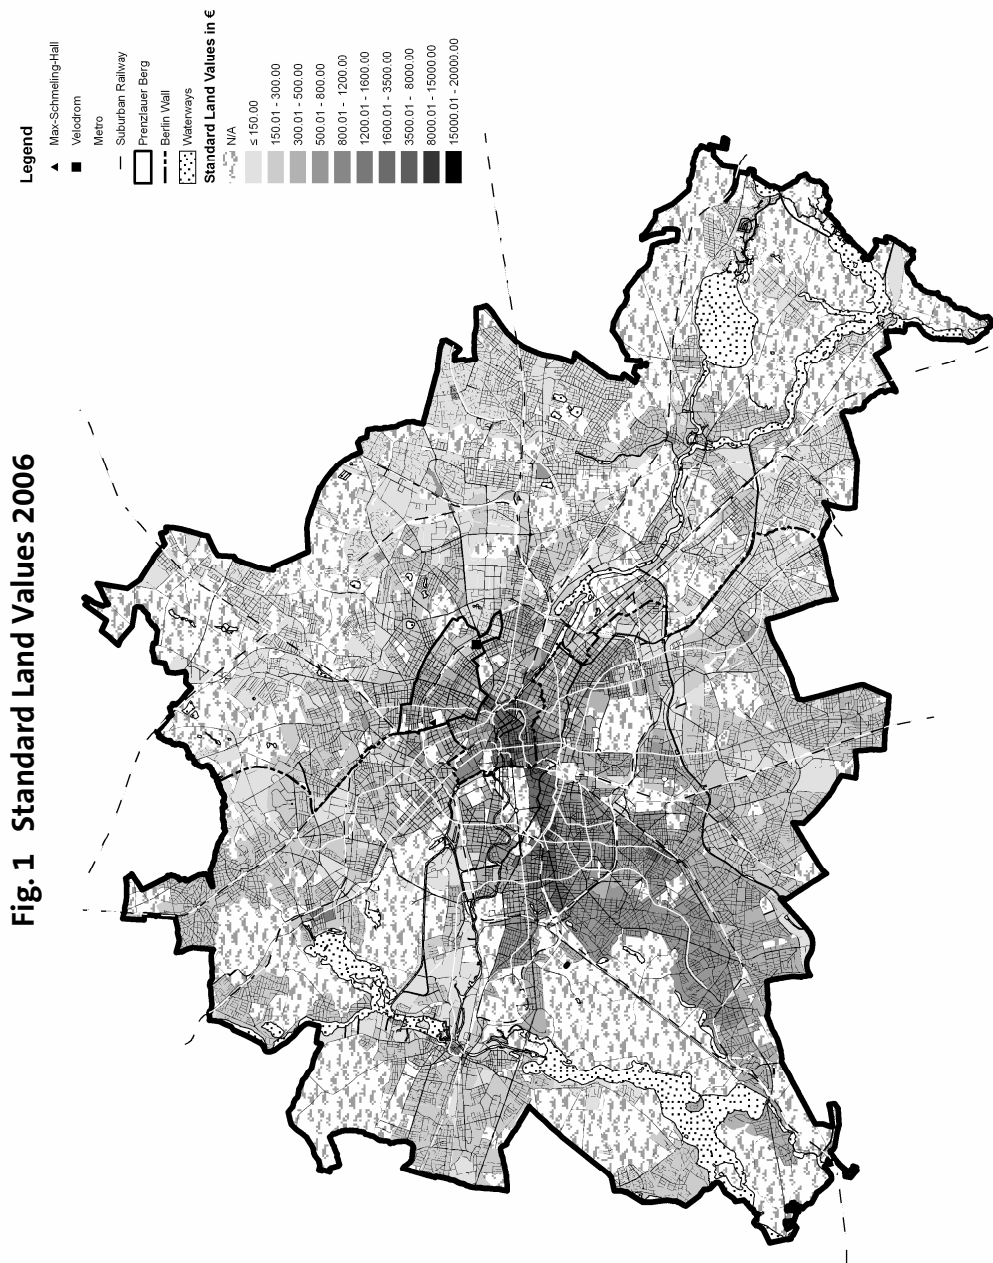 Fig. 1 Standard Land Values 2006
Legend
Max-Schmeling-Hall
Velodrom
Metro
Suburban Railway
Prenzlauer Berg
Berlin Wall
Waterways
Standard Land Values in €
N/A
≤ 150.00
150.01 - 300.00
300.01 - 500.00
500.01 - 800.00
800.01 - 1200.00
1200.01 - 1600.00
1600.01 - 3500.00
3500.01 - 8000.00
8000.01 - 15000.00
15000.01 - 20000.00